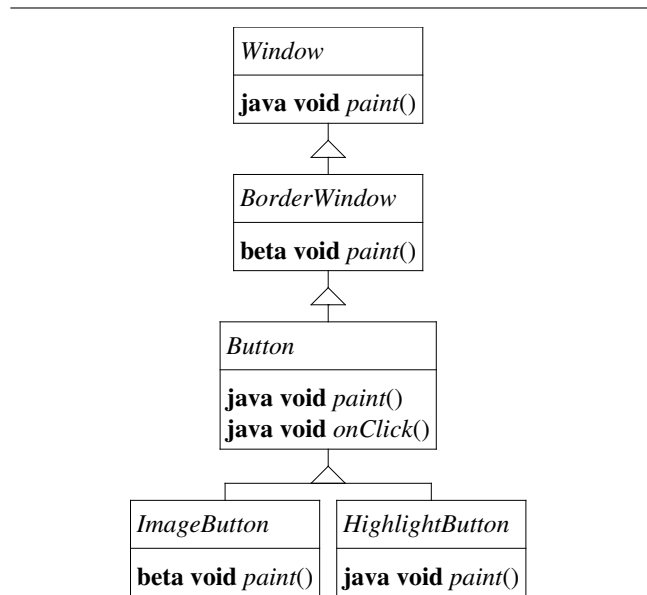 Window
java void paint()
BorderWindow
beta void paint()
Button
java void paint()
java void onClick()
ImageButton
beta void paint()
HighlightButton
java void paint()